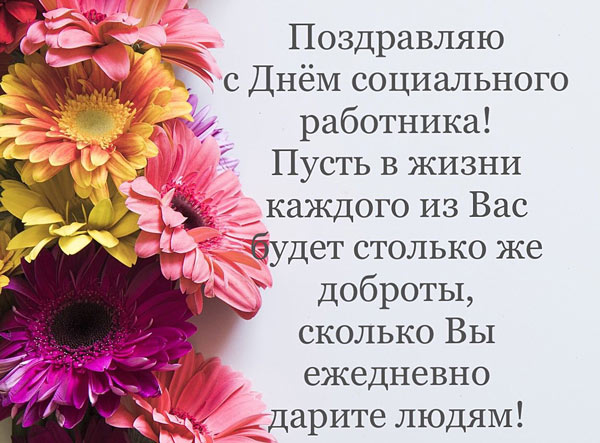 Поздравляю
с Днём социального
работника!
Пусть в жизни
каждого из Вас
будет столько же
доброты,
сколько Вы
ежедневно
дарите людям!